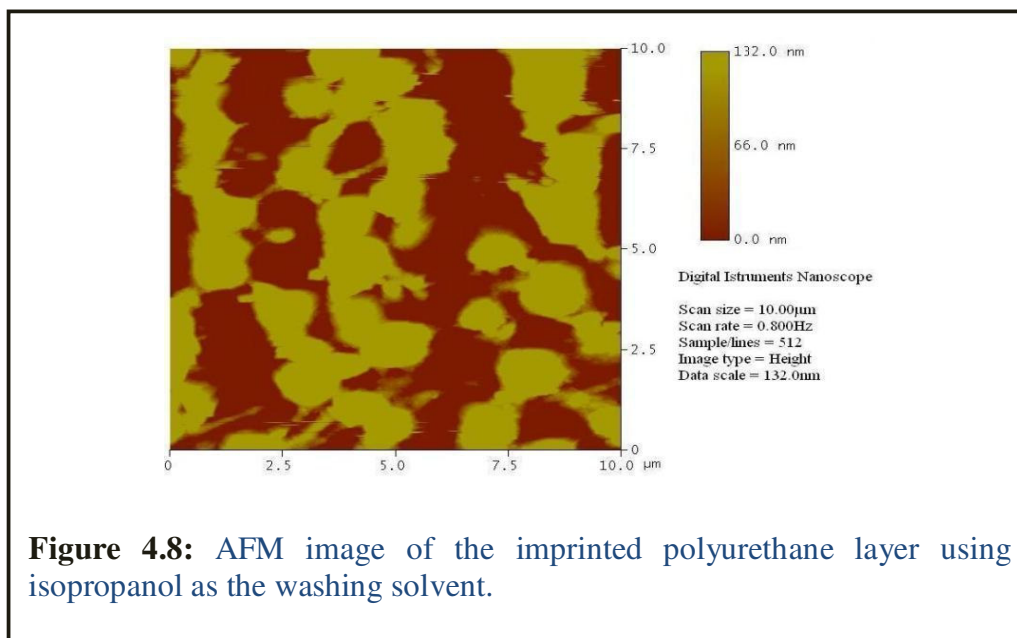 10.0
7.5
5.0
2.5
0
0 2.5 5.0 7.5 10.0 µm
132.0 nm
66.0 nm
0.0 nm
Digital Istruments Nanoscope
Scan size = 10.00µm
Scan rate = 0.800Hz
Sample/lines = 512
Image type = Height
Data scale = 132.0nm
Figure 4.8: AFM image of the imprinted polyurethane layer using
isopropanol as the washing solvent.